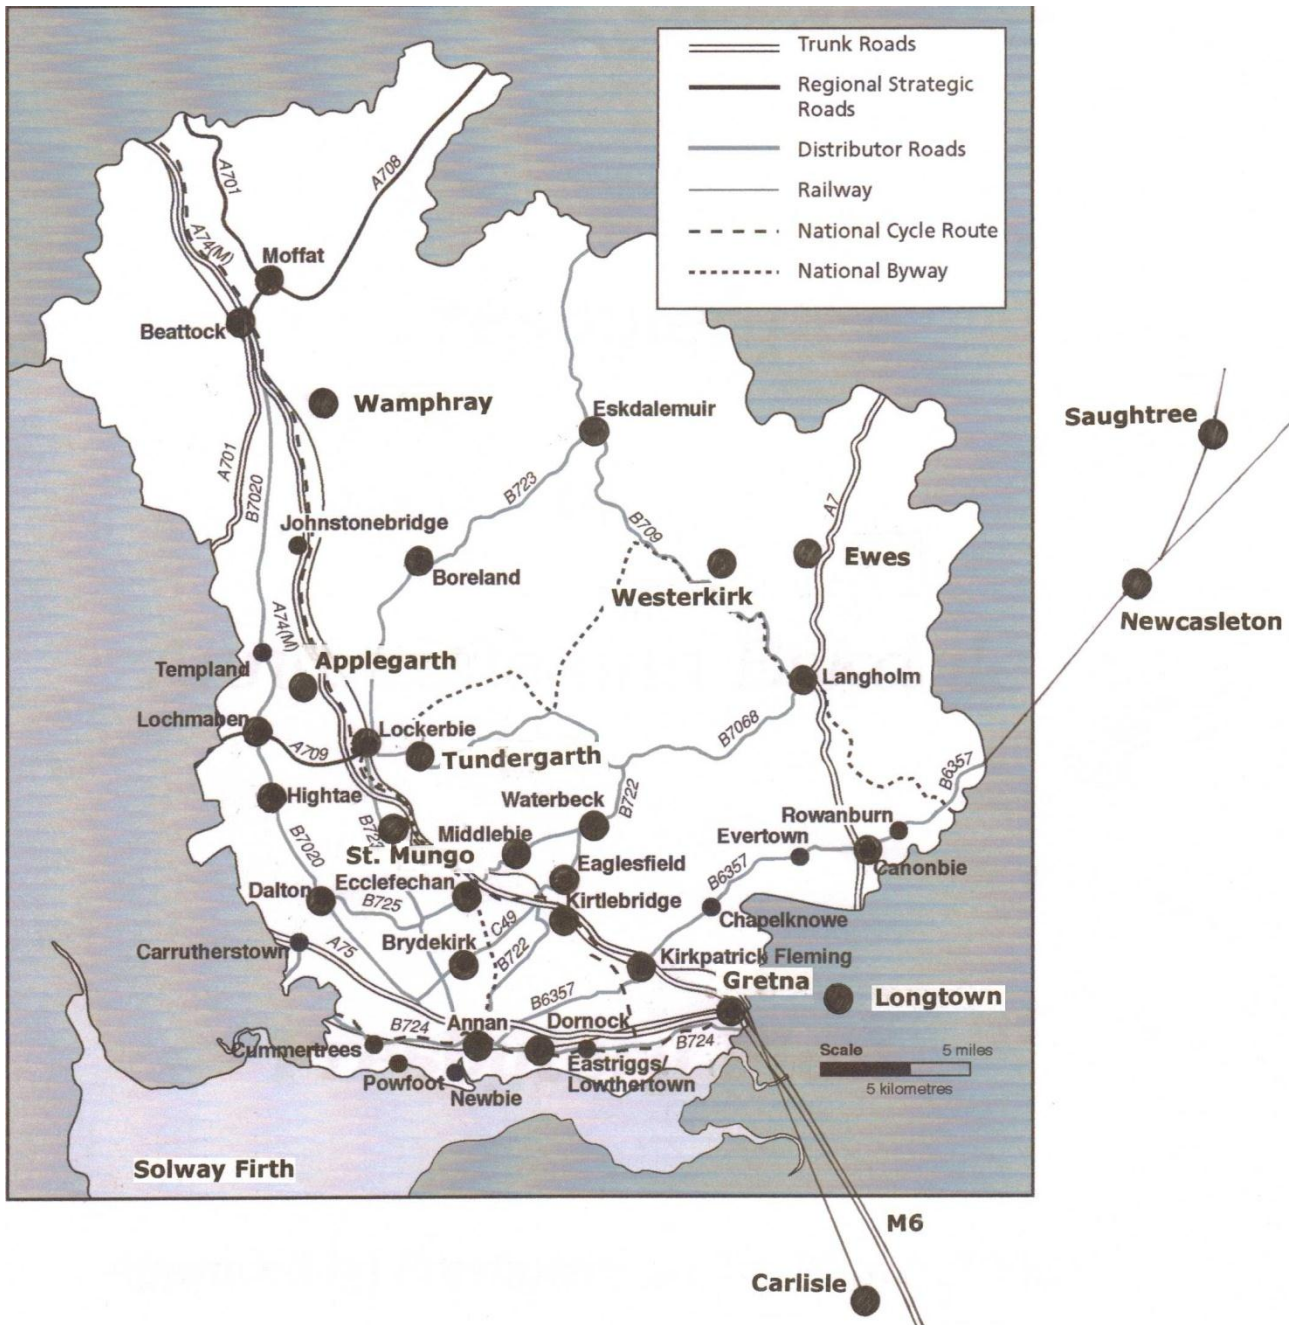 Trunk Roads
Regional Strategic
Roads
Distributor Roads
Railway
National Cycle Route
National Byway
A701
A708
A74(M)
Moffat
Beattock
Wamphray
Eskdalemuir
Saughtree
A701
B7020
B723
A7
Johnstonebridge
B709
Ewes
Boreland
Westerkirk
Newcasleton
A74(M)
Templand
Applegarth
Langholm
Lochmaben
Lockerbie
B7068
A709
Tundergarth
B6357
Hightae
Waterbeck
B722
Rowanburn
B723
Middlebie
Evertown
B7020
St. Mungo
Eaglesfield
Canonbie
Dalton
Ecclefechan
B6357
B725
Kirtlebridge
C49
Chapelknowe
Carrutherstown
A75
Brydekirk
B722
Kirkpatrick Fleming
Gretna
B6357
Longtown
B724
Annan
Dornock
B724
Scale
5 miles
Cummertrees
Eastriggs/
Lowthertown
5 kilometres
Powfoot
Newbie
Solway Firth
M6
Carlisle